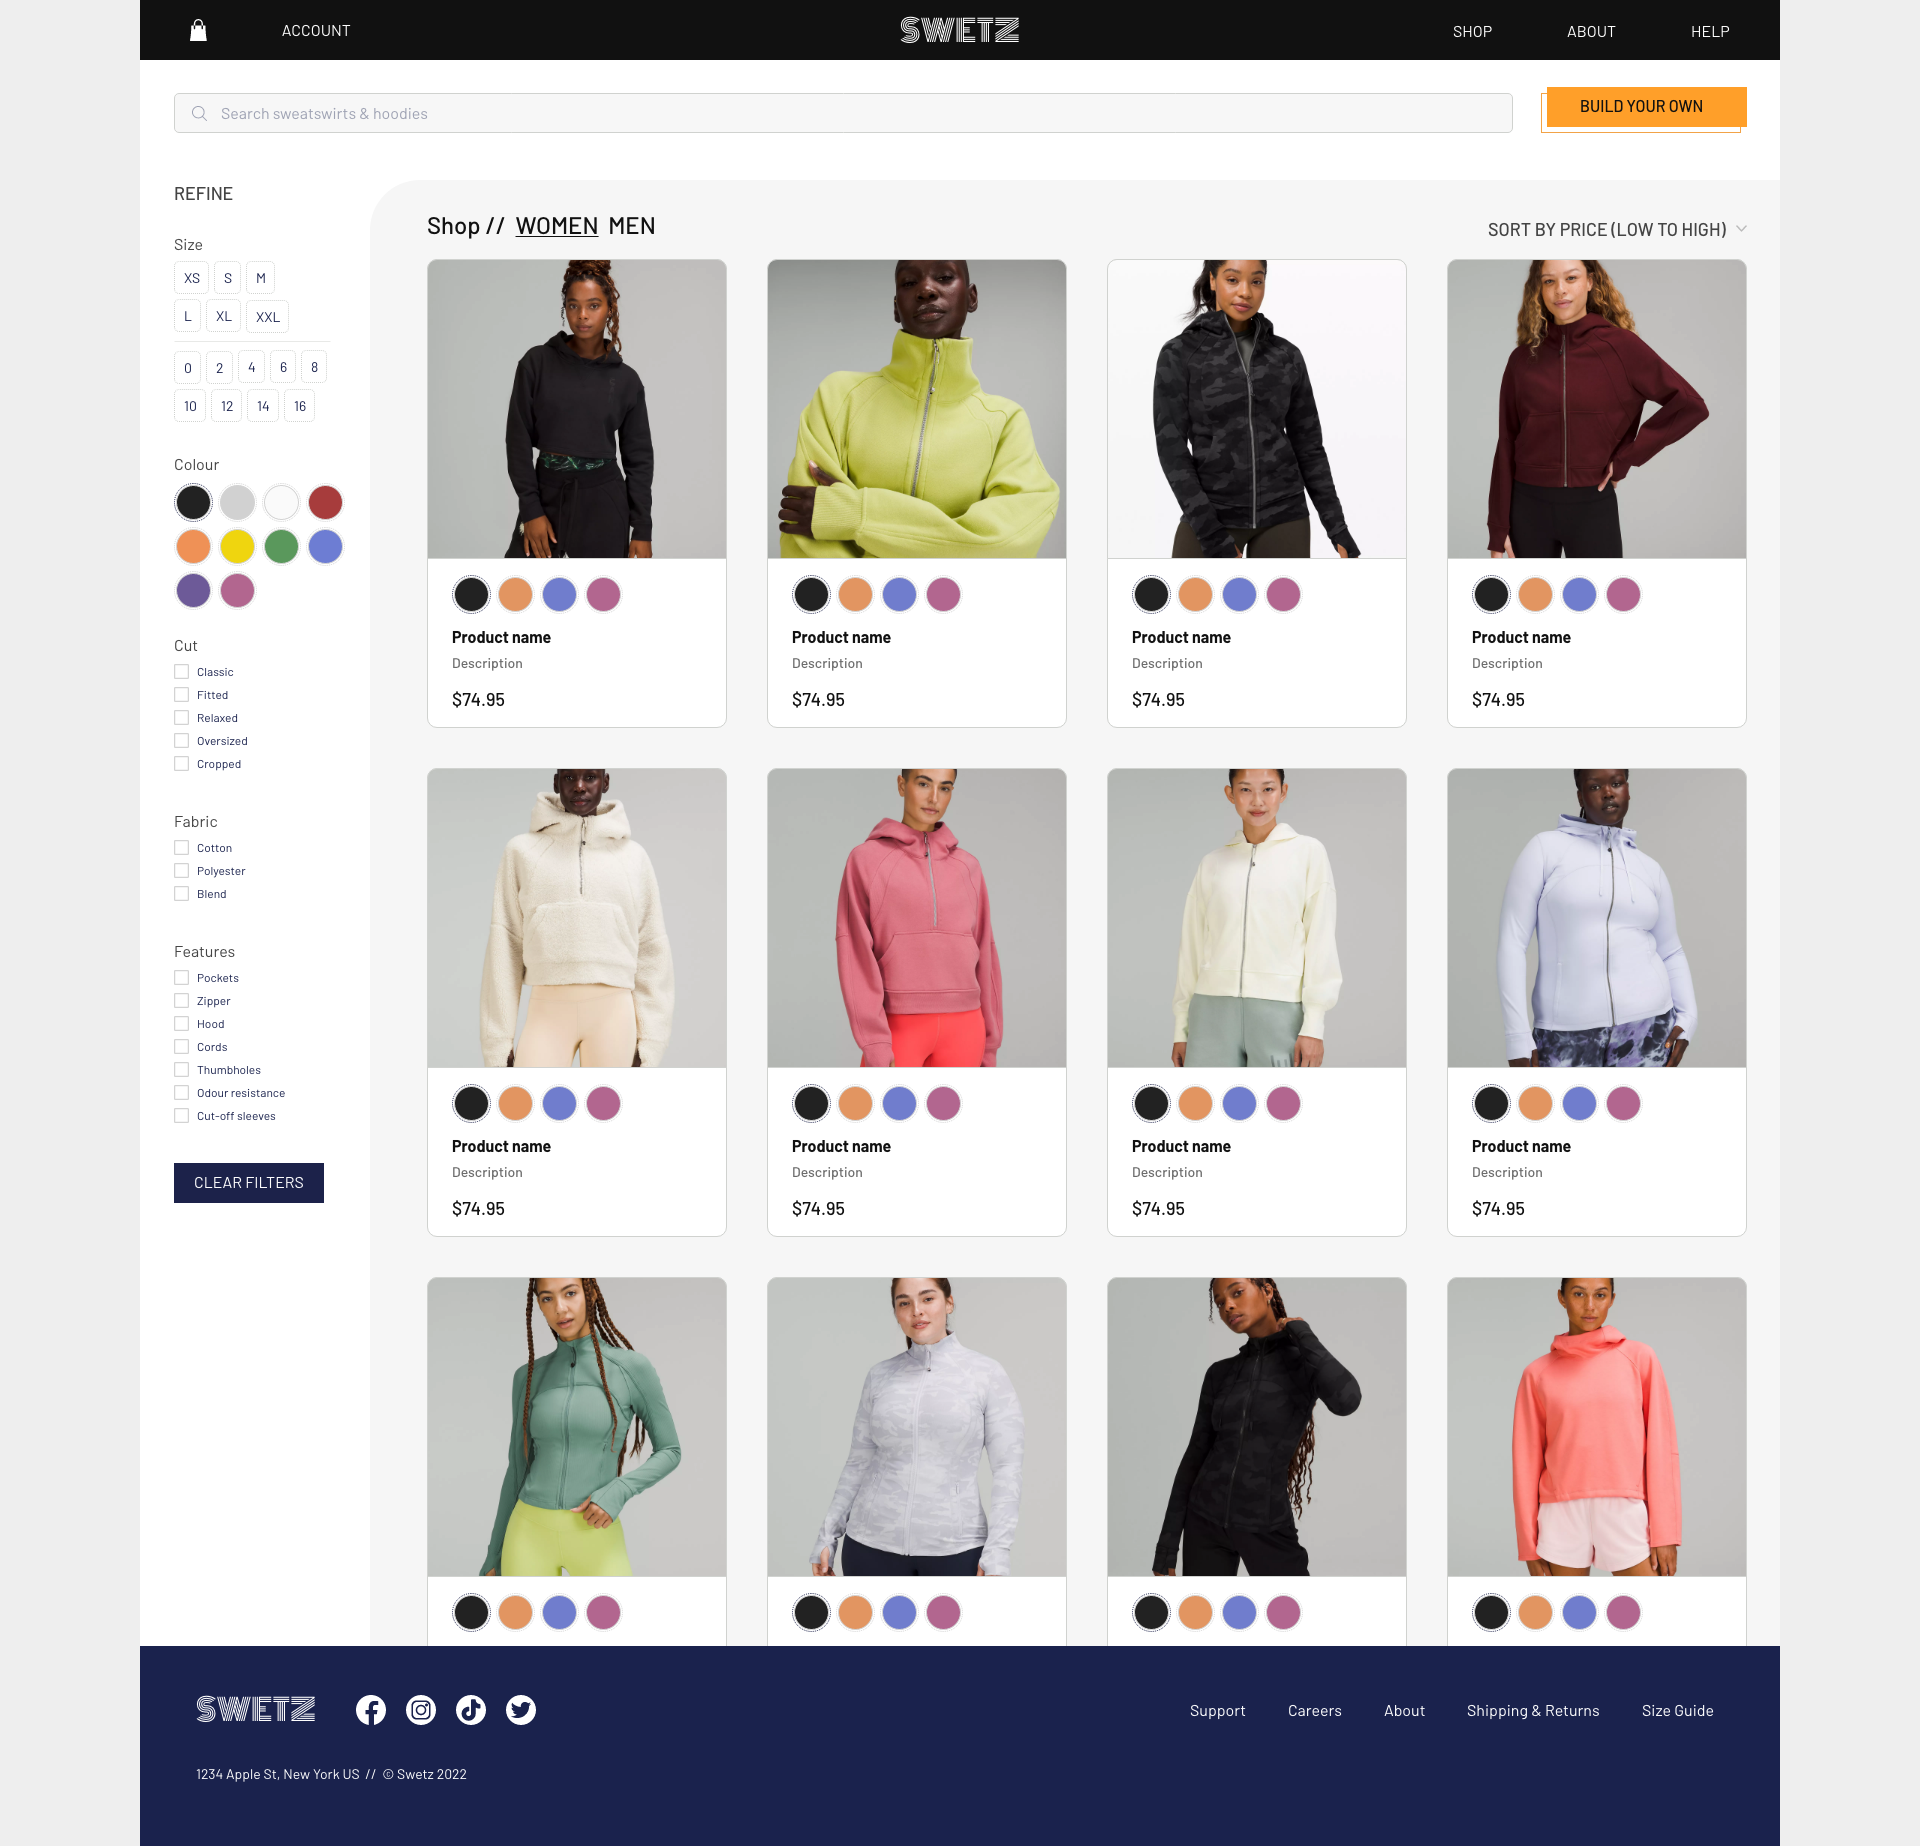 ACCOUNT
SWETZ
SHOP ABOUT HELP
Search sweatswirts & hoodies
BUILD YOUR OWN
REFINE
Size
XS S M
L XL XXL
0 2 4 6 8
10 12 14 16
Colour
Cut
Classic
Fitted
Relaxed
Oversized
Cropped
Fabric
Cotton
Polyester
Blend
Features
Pockets
Zipper
Hood
Cords
Thumbholes
Odour resistance
Cut-off sleeves
CLEAR FILTERS
Shop // WOMEN MEN
SORT BY PRICE (LOW TO HIGH)
Product name Product name Product name Product name
Description Description Description Description
$74.95 $74.95 $74.95 $74.95
Product name Product name Product name Product name
Description Description Description Description
$74.95 $74.95 $74.95 $74.95
SWETZ
Support Careers About Shipping & Returns Size Guide
1234 Apple St, New York US // © Swetz 2022